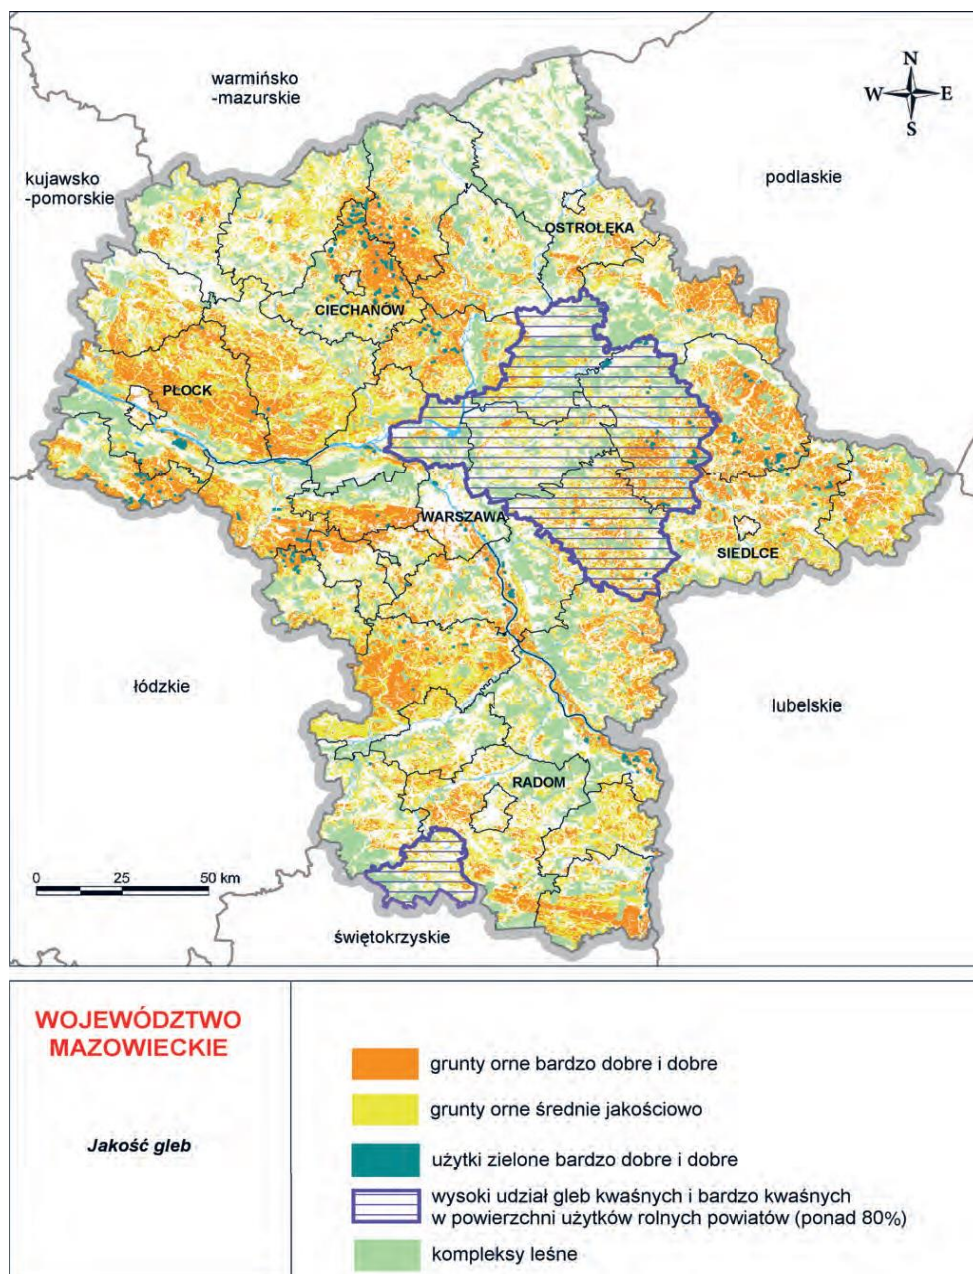 warmińsko
-mazurskie
N
W
E
S
kujawsko
-pomorskie
podlaskie
OSTROŁĘKA
CIECHANÓW
PŁOCK
WARSZAWA
SIEDLCE
łódzkie
lubelskie
RADOM
0 25 50 km
świętokrzyskie
WOJEWÓDZTWO
MAZOWIECKIE
Jakość gleb
grunty orne bardzo dobre i dobre
grunty orne średnie jakościowo
użytki zielone bardzo dobre i dobre
wysoki udział gleb kwaśnych i bardzo kwaśnych
w powierzchni użytków rolnych powiatów (ponad 80%)
kompleksy leśne